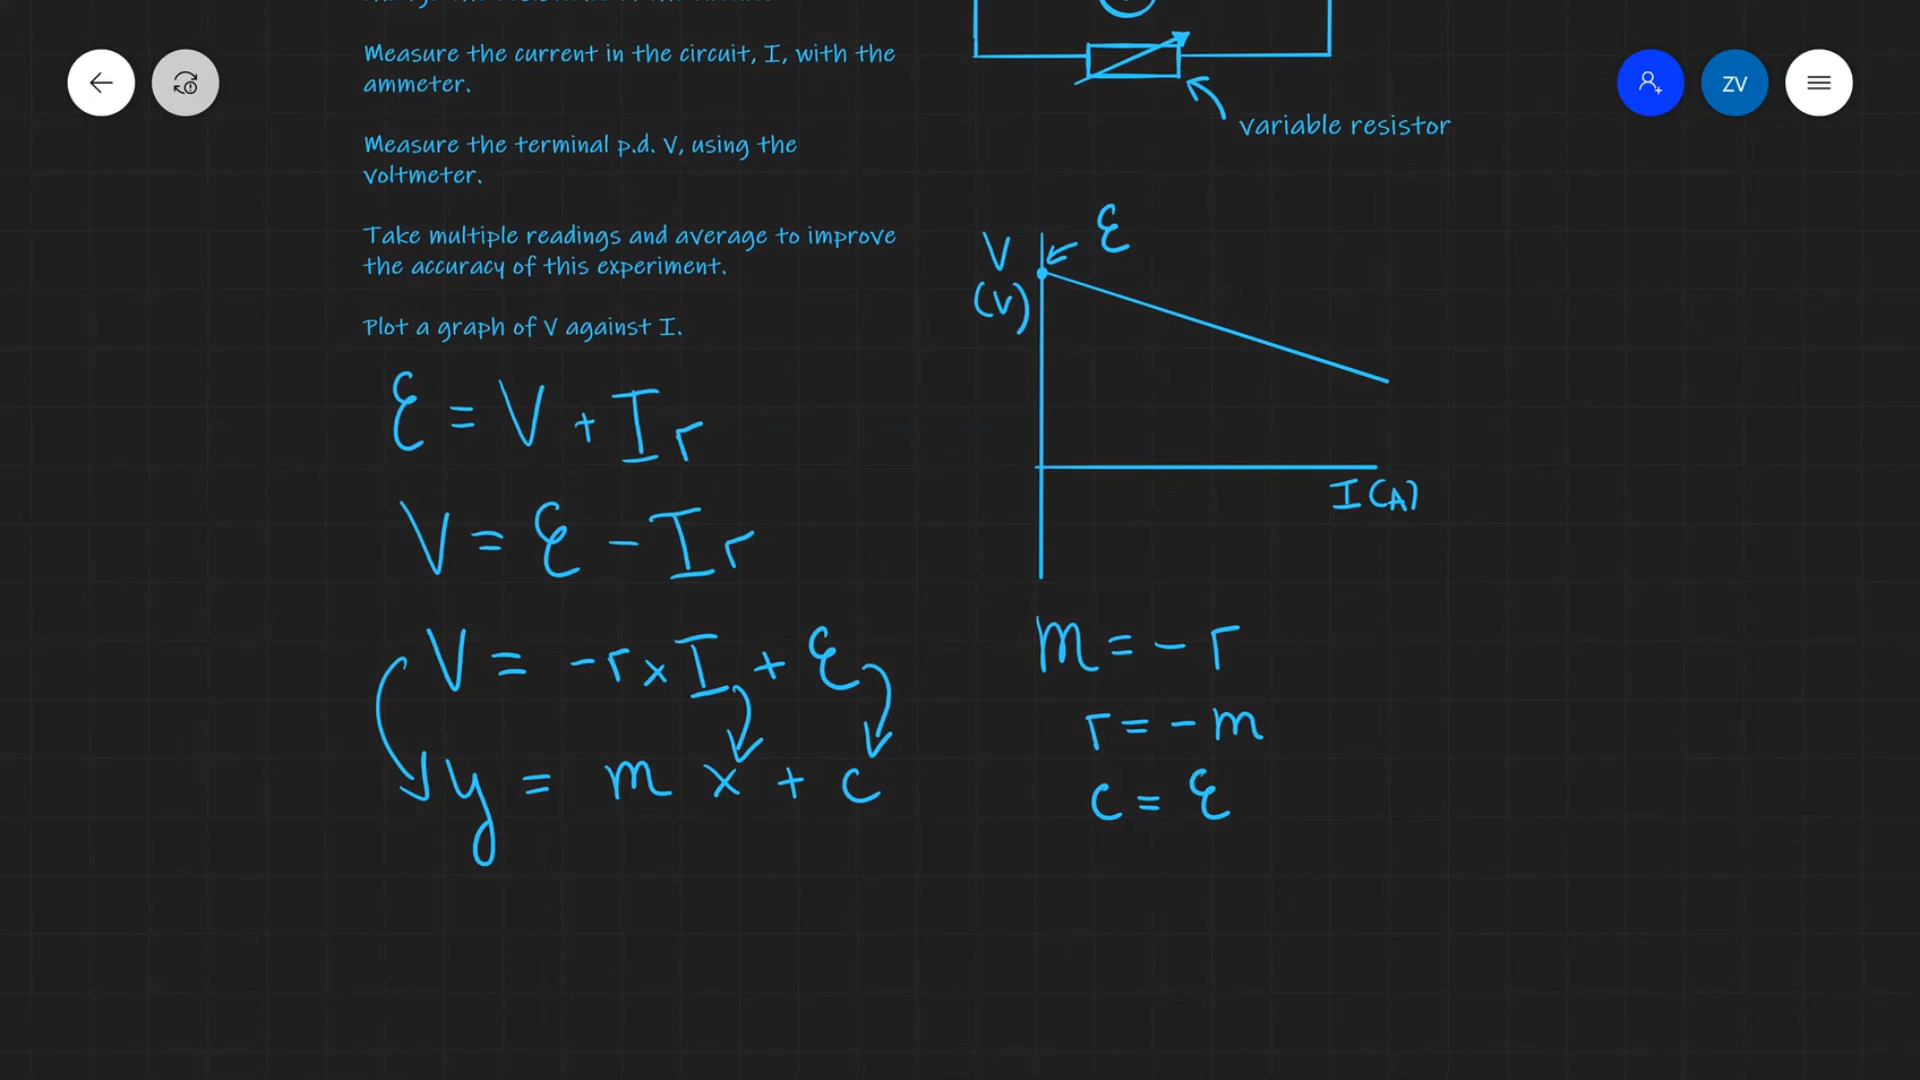 Measure the current in the circuit, I, with the
ammeter.
Measure the terminal p.d. V, using the
voltmeter.
Take multiple readings and average to improve
the accuracy of this experiment.
Plot a graph of V against I.
ℰ = V + Ir
V = ℰ - Ir
V = -r x I + ℰ
y = m x + c
variable resistor
ZV
V
(V)
ℰ
I (A)
m = - r
r = - m
c = ℰ